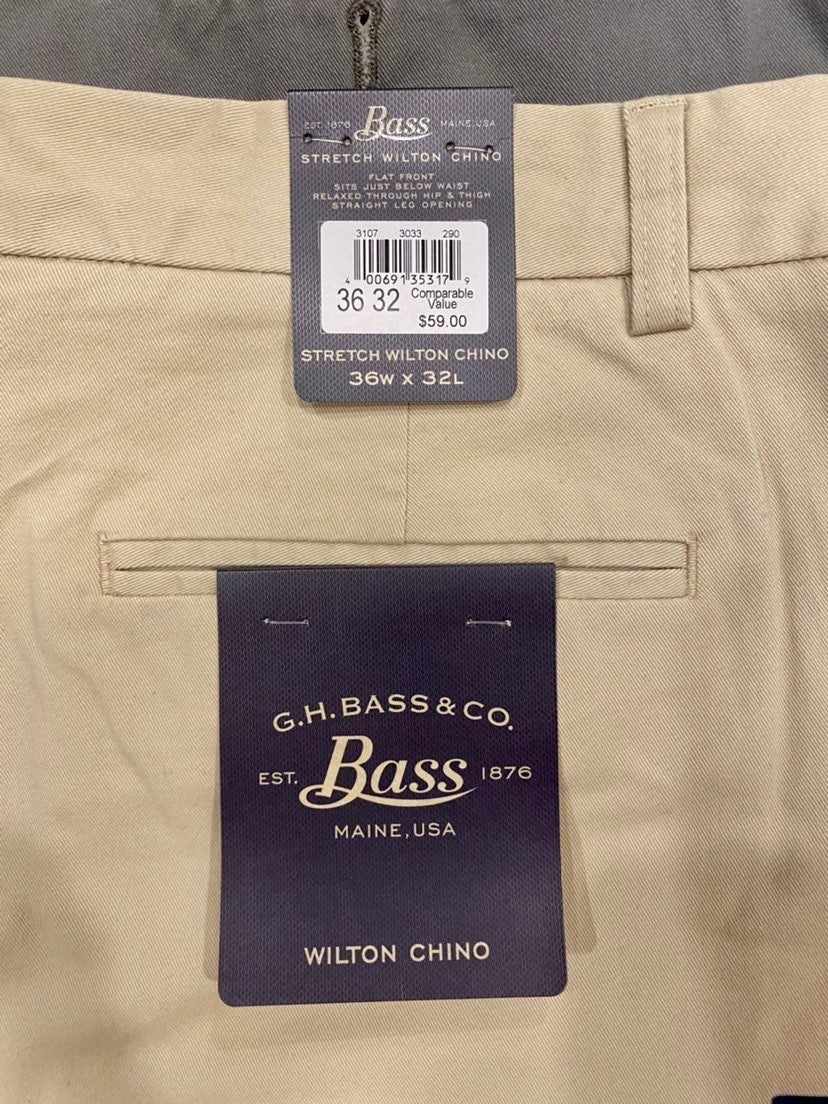 EST. 1876 Bass MAINE, USA
STRETCH WILTON CHINO
FLAT FRONT
SITS JUST BELOW WAIST
RELAXED THROUGH HIP & THIGH
STRAIGHT LEG OPENING
3107 3033 290
4 00691 35317 9
36 32 Comparable
Value
$59.00
STRETCH WILTON CHINO
36W X 32L
G.H. BASS & CO.
EST. Bass 1876
MAINE, USA
WILTON CHINO